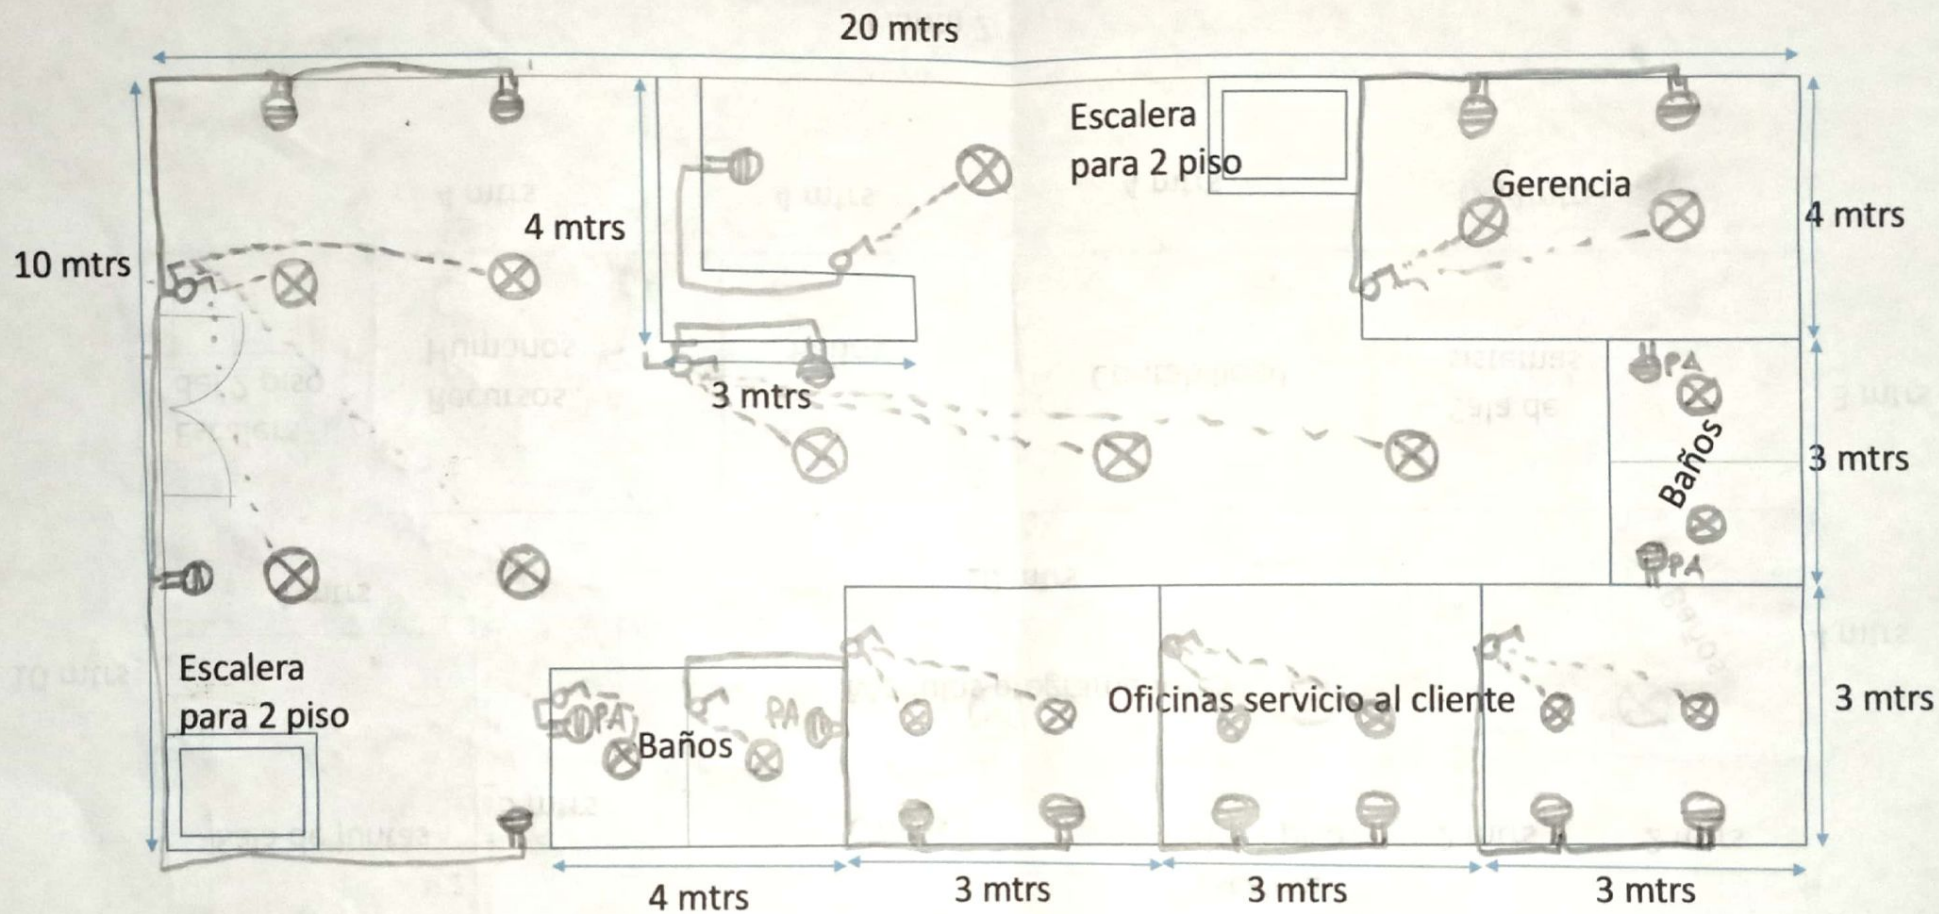 20 mtrs
Escalera
para 2 piso
Gerencia
4 mtrs
4 mtrs
10 mtrs
3 mtrs
PA
Baños
3 mtrs
PA
Escalera
para 2 piso
PA
Baños
PA
Oficinas servicio al cliente
3 mtrs
4 mtrs
3 mtrs
3 mtrs
3 mtrs